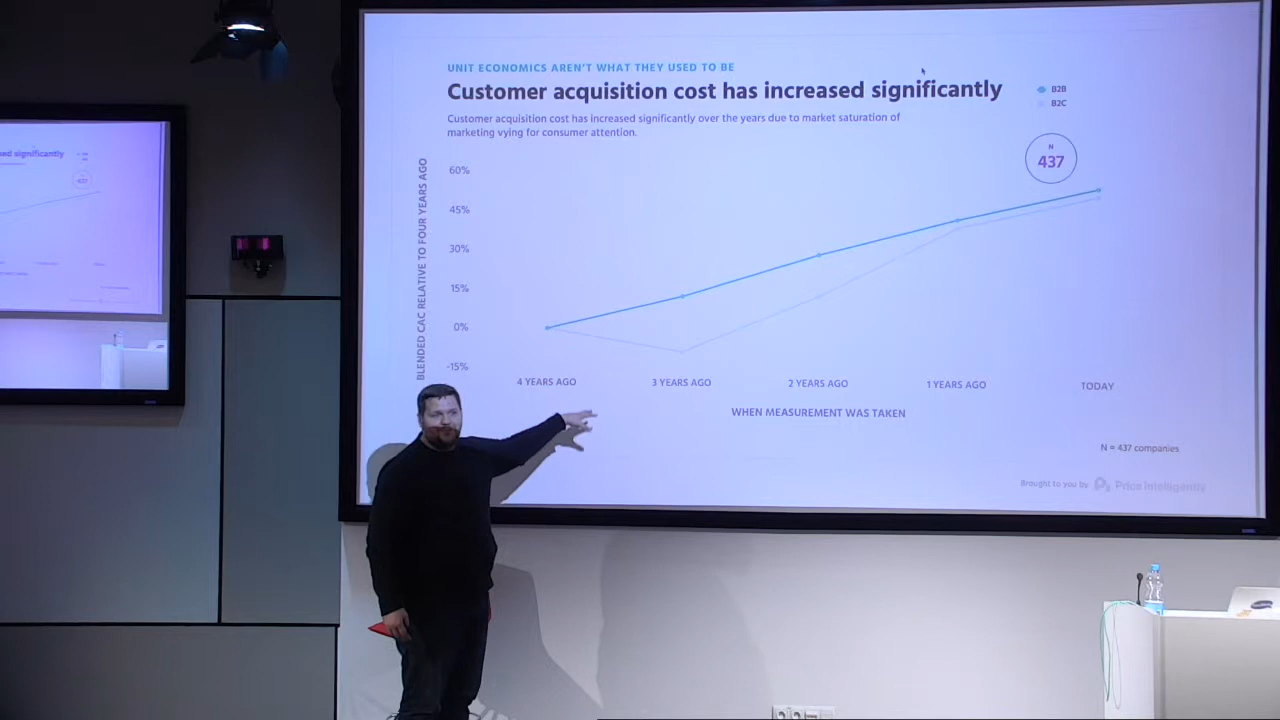 UNIT ECONOMICS AREN'T WHAT THEY USED TO BE
Customer acquisition cost has increased significantly
Customer acquisition cost has increased significantly over the years due to market saturation of
marketing vying for consumer attention.
B2B
B2C
N
437
BLENDED CAC RELATIVE TO FOUR YEARS AGO
60%
45%
30%
15%
0%
-15%
4 YEARS AGO
3 YEARS AGO
2 YEARS AGO
1 YEARS AGO
TODAY
WHEN MEASUREMENT WAS TAKEN
N = 437 companies
Brought to you by
Price Intelligently
sed significantly
437